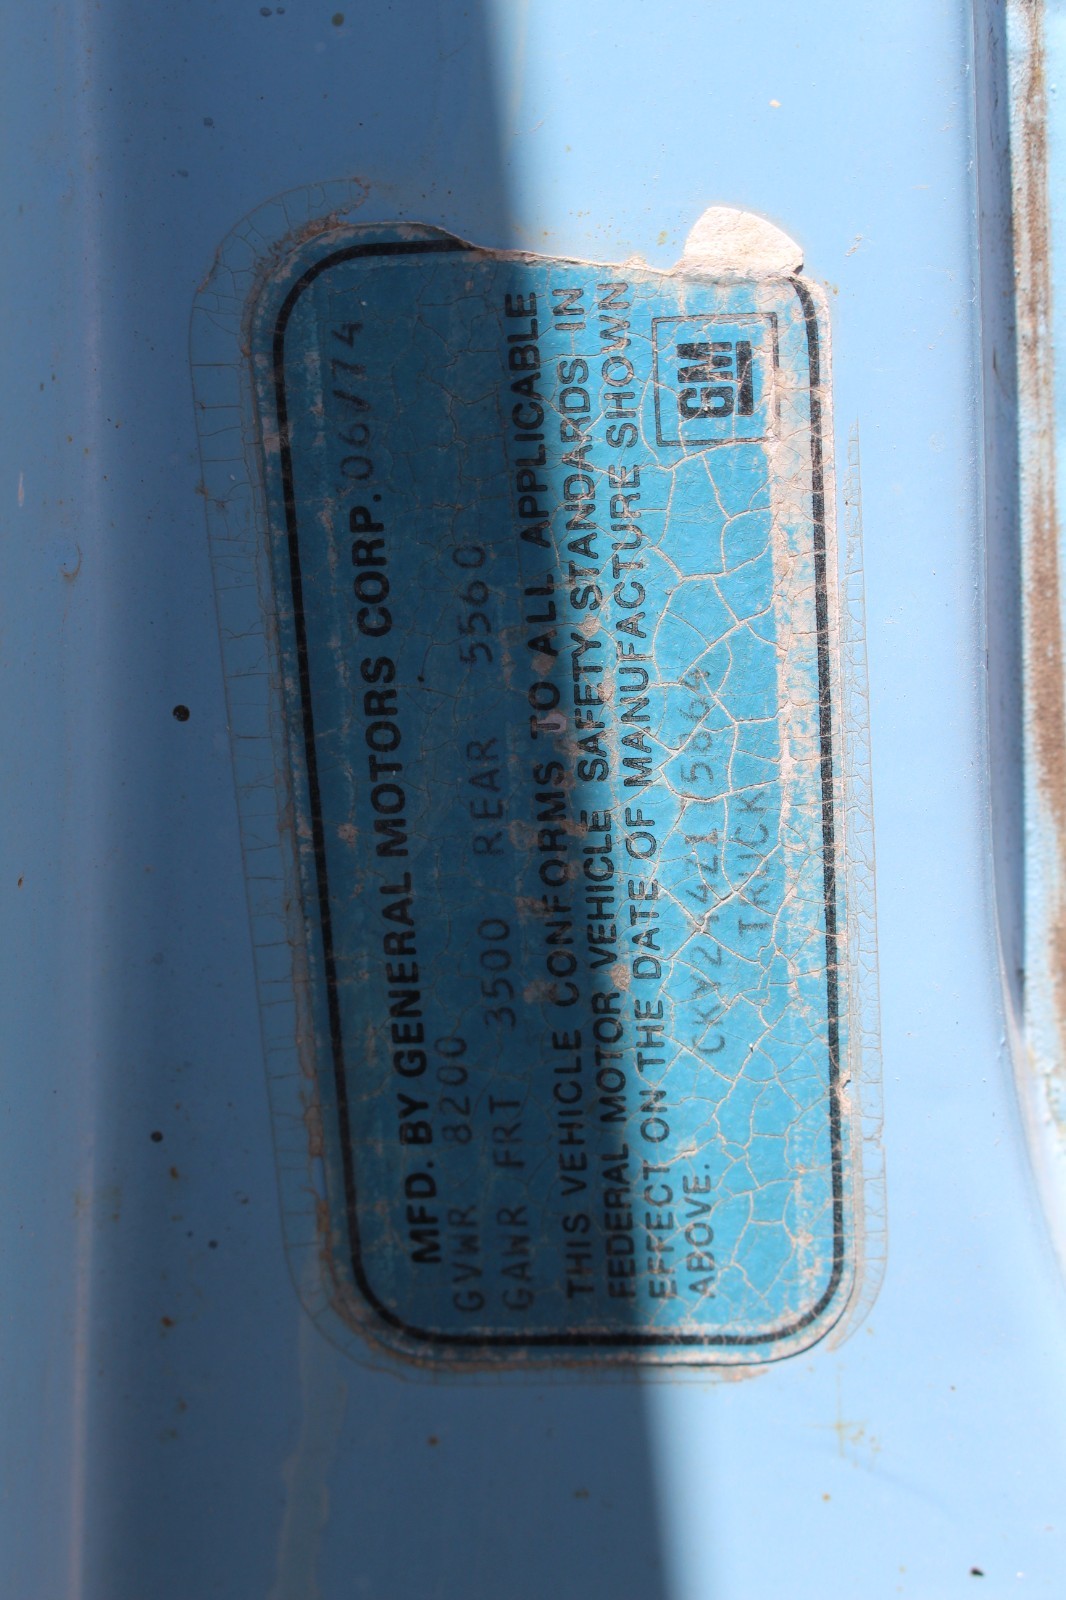 MFD. BY GENERAL MOTORS CORP. 06/74
GVWR 8200
GAWR FRT 3500 REAR 5560
THIS VEHICLE CONFORMS TO ALL APPLICABLE
FEDERAL MOTOR VEHICLE SAFETY STANDARDS IN
EFFECT ON THE DATE OF MANUFACTURE SHOWN
ABOVE.
TRUCK
GM